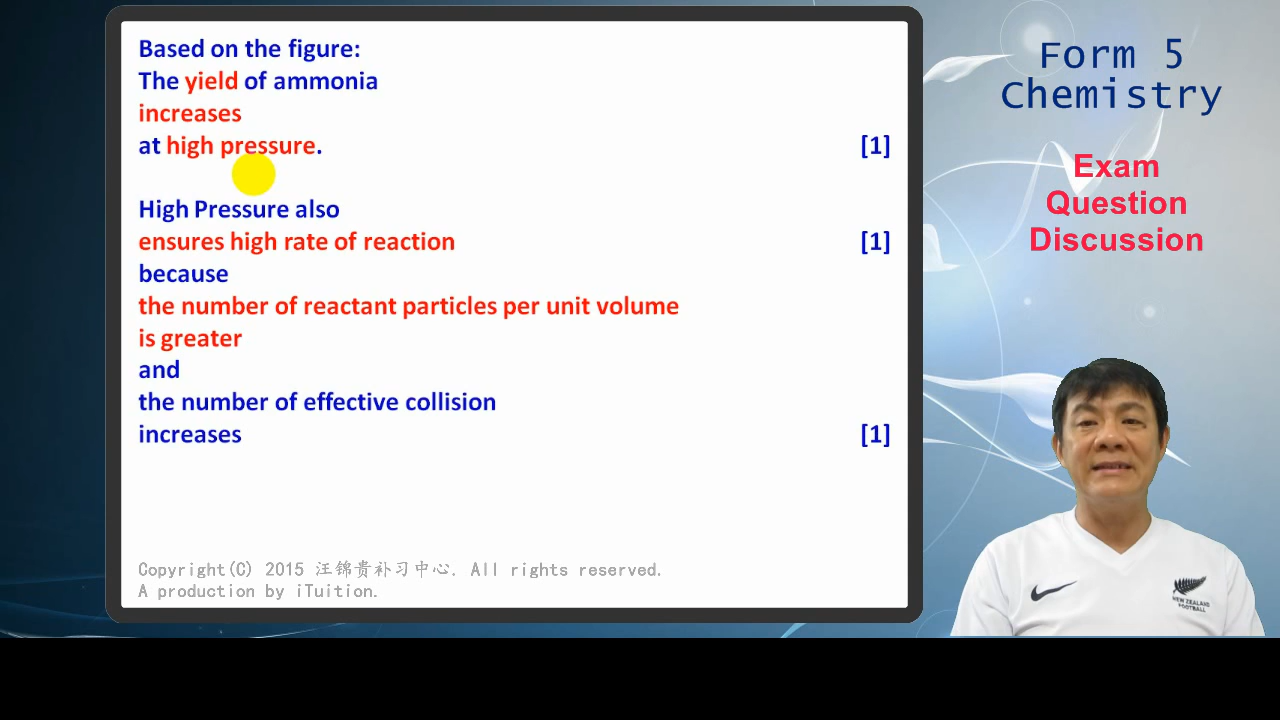 Based on the figure:
The yield of ammonia
increases
at high pressure. [1]
High Pressure also
ensures high rate of reaction [1]
because
the number of reactant particles per unit volume
is greater
and
the number of effective collision
increases [1]
Copyright(C) 2015 汪锦贵补习中心. All rights reserved.
A production by iTuition.
Form 5
Chemistry
Exam
Question
Discussion
NEW ZEALAND
FOOTBALL